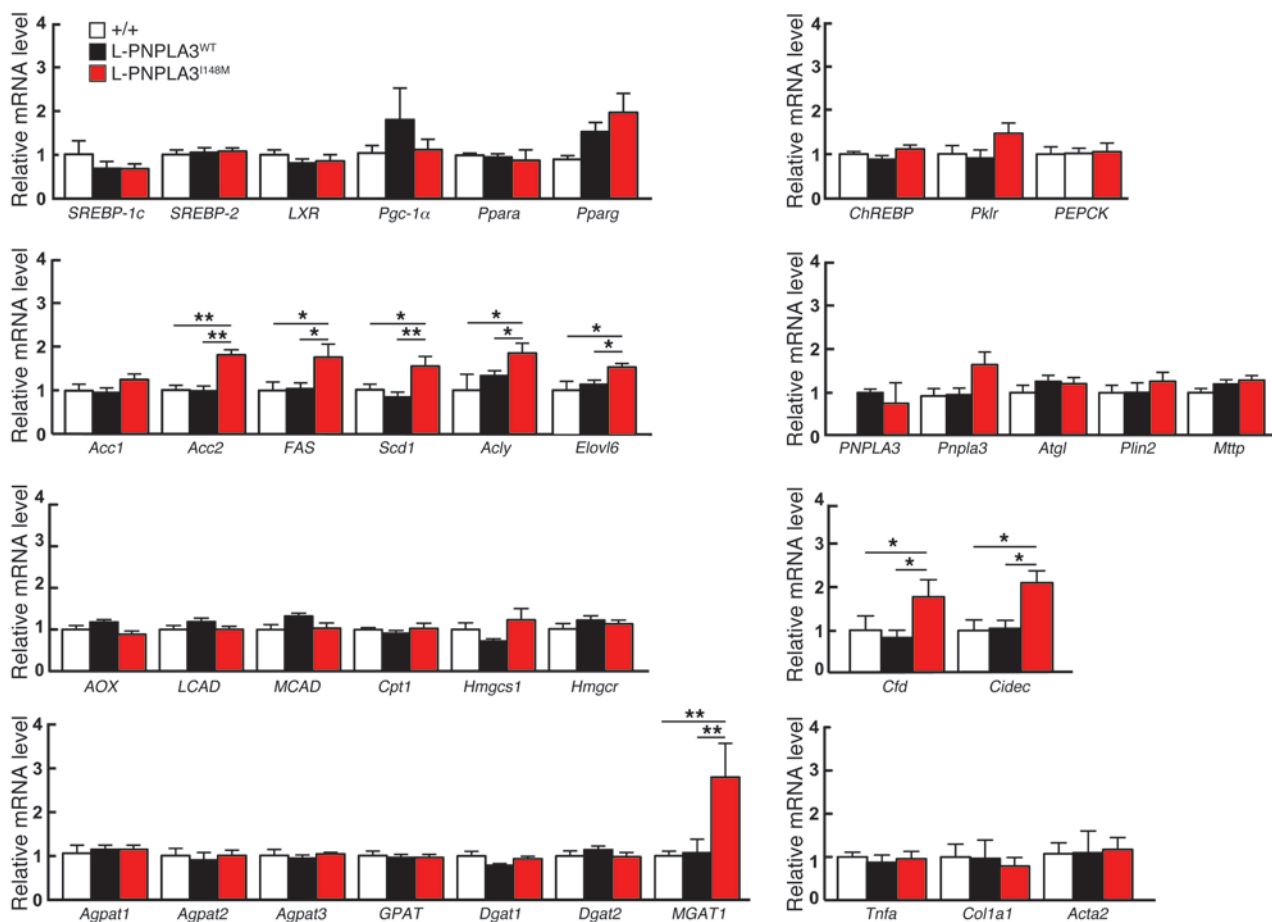 +/+
L-PNPLA3WT
L-PNPLA3I148M
Relative mRNA level
4
3
2
1
0
SREBP-1c SREBP-2 LXR Pgc-1α Ppara Pparg
Relative mRNA level
4
3
2
1
0
ChREBP Pklr PEPCK
Relative mRNA level
4
3
2
1
0
** * * * *
** * ** * *
Acc1 Acc2 FAS Scd1 Acly Elovl6
Relative mRNA level
4
3
2
1
0
PNPLA3 Pnpla3 Atgl Plin2 Mttp
Relative mRNA level
4
3
2
1
0
AOX LCAD MCAD Cpt1 Hmgcs1 Hmgcr
Relative mRNA level
4
3
2
1
0
* *
* *
Cfd Cidec
Relative mRNA level
4
3
2
1
0
**
**
Agpat1 Agpat2 Agpat3 GPAT Dgat1 Dgat2 MGAT1
Relative mRNA level
4
3
2
1
0
Tnfa Col1a1 Acta2